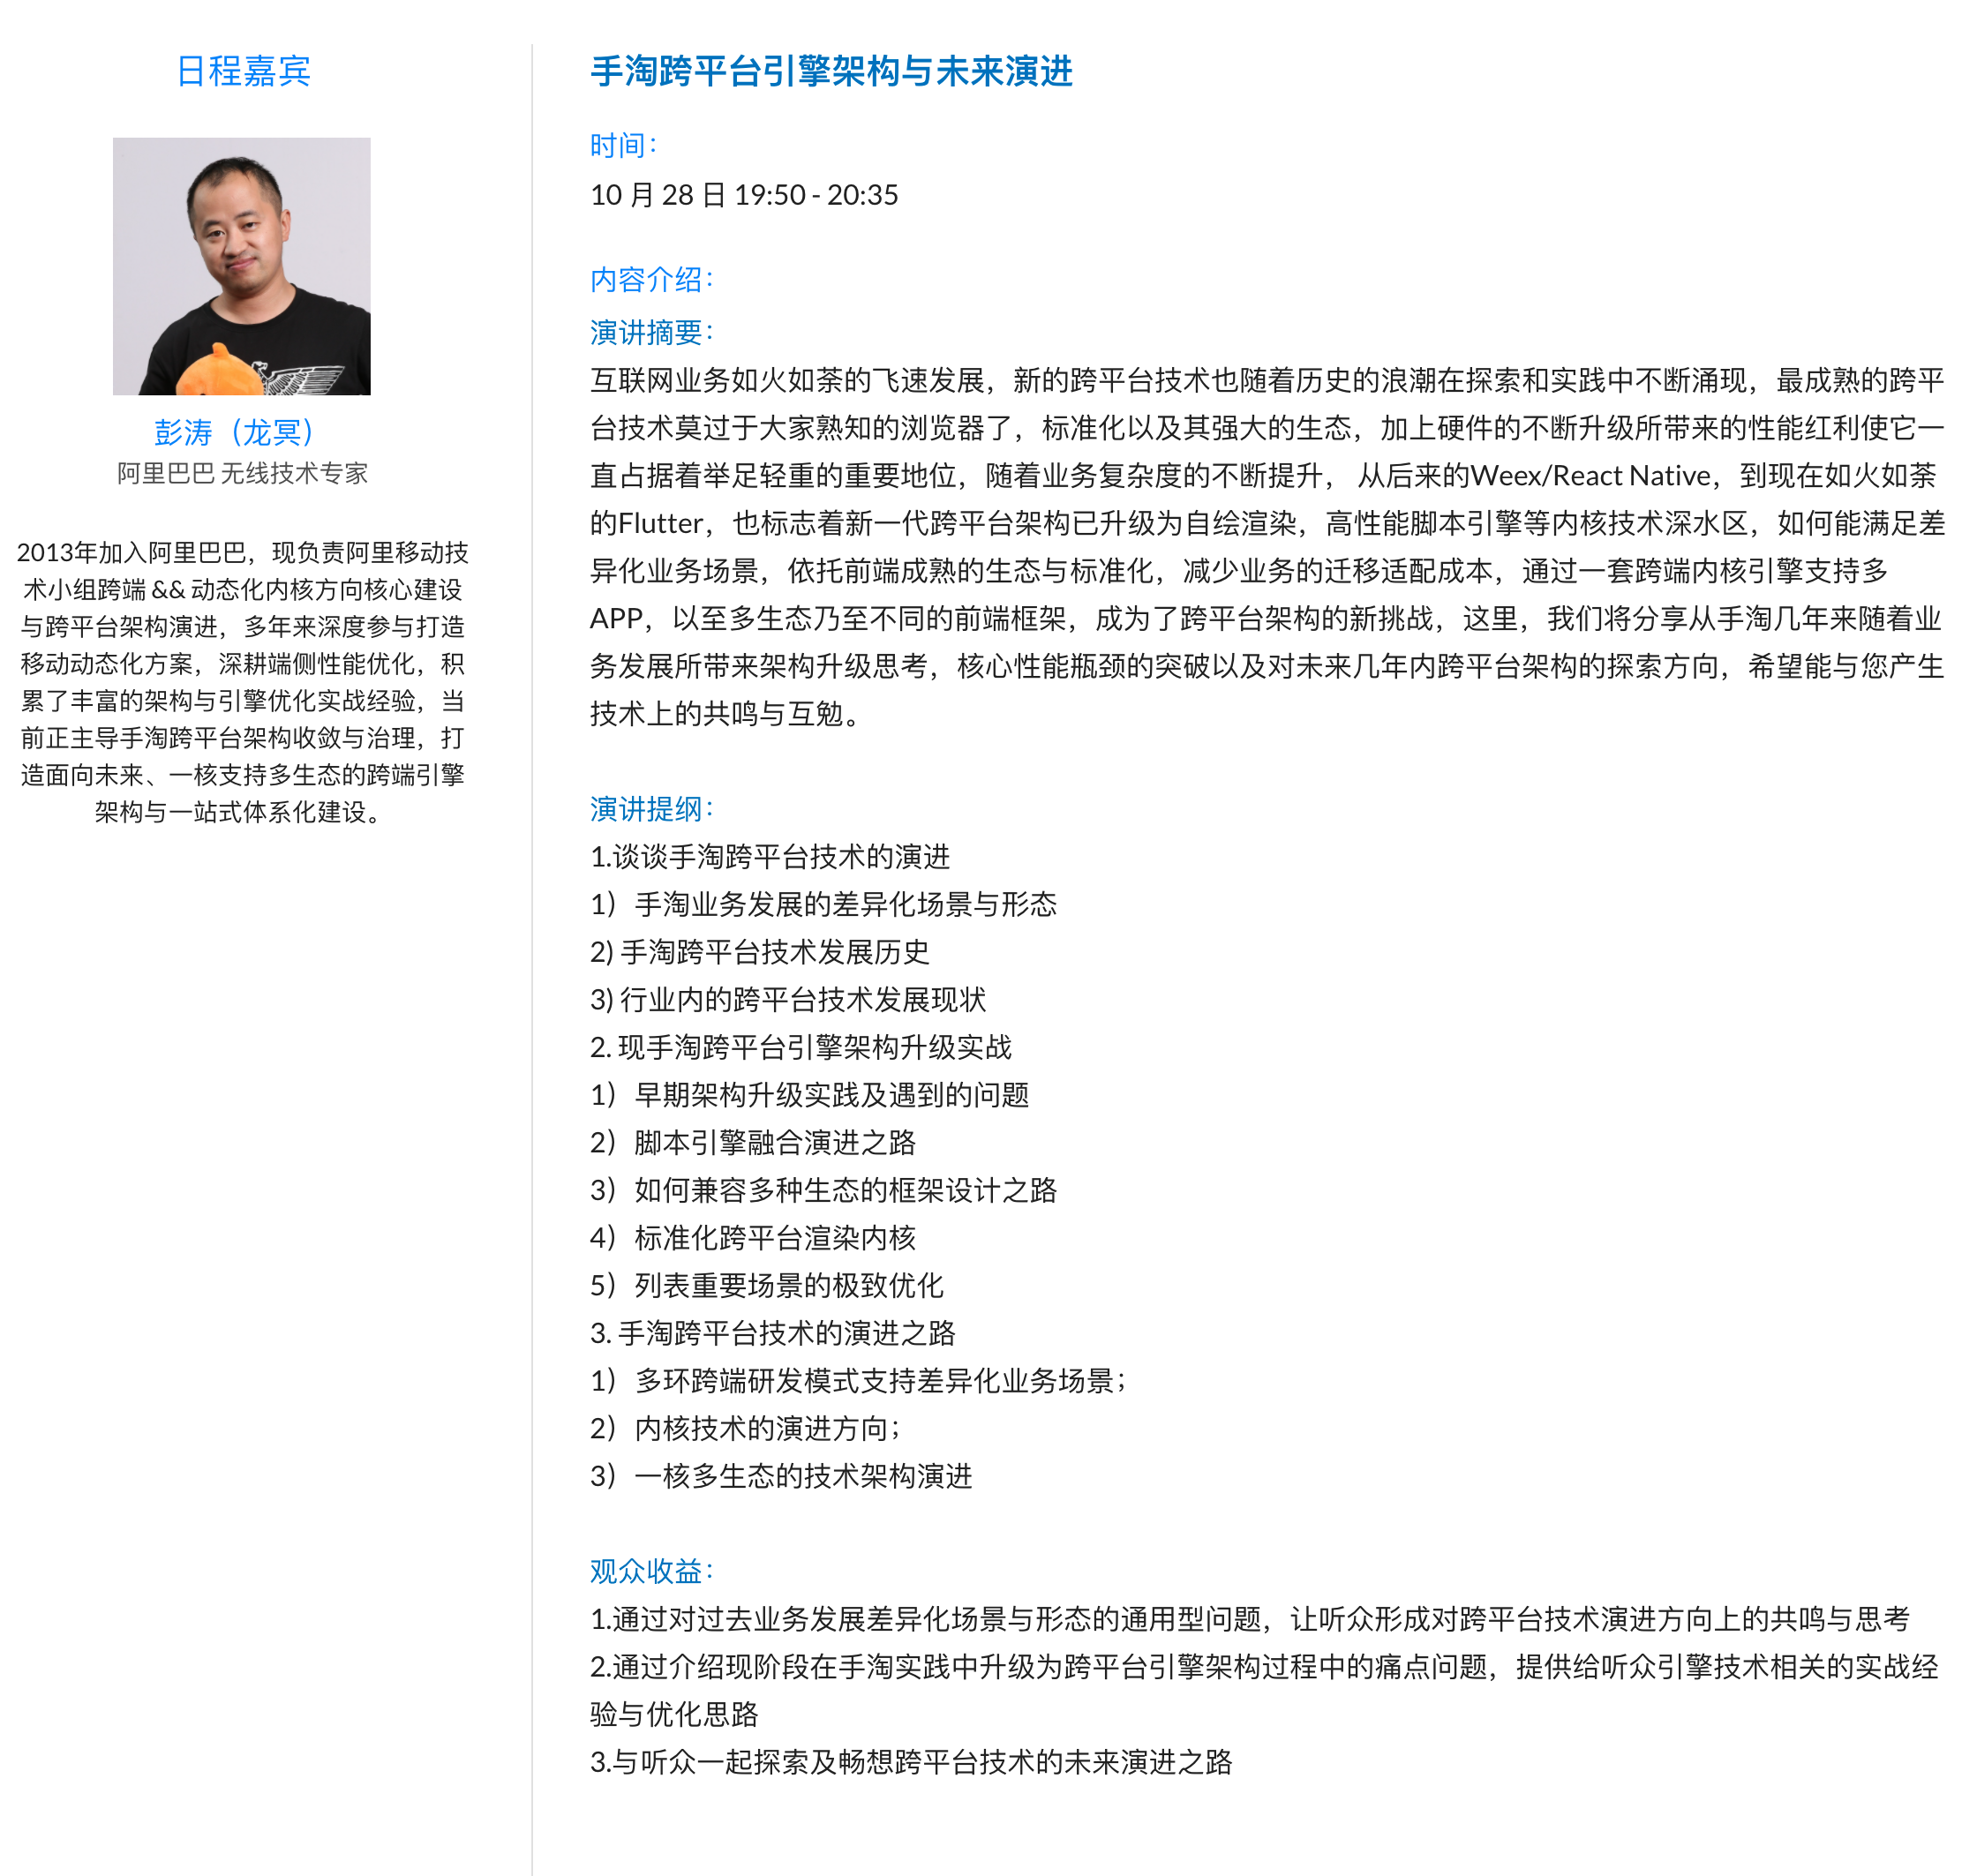 日程嘉宾
彭涛（龙冥）
阿里巴巴 无线技术专家
2013年加入阿里巴巴，现负责阿里移动技
术小组跨端 && 动态化内核方向核心建设
与跨平台架构演进，多年来深度参与打造
移动动态化方案，深耕端侧性能优化，积
累了丰富的架构与引擎优化实战经验，当
前正主导手淘跨平台架构收敛与治理，打
造面向未来、一核支持多生态的跨端引擎
架构与一站式体系化建设。
手淘跨平台引擎架构与未来演进
时间：
10 月 28 日 19:50 - 20:35
内容介绍：
演讲摘要：
互联网业务如火如荼的飞速发展，新的跨平台技术也随着历史的浪潮在探索和实践中不断涌现，最成熟的跨平
台技术莫过于大家熟知的浏览器了，标准化以及其强大的生态，加上硬件的不断升级所带来的性能红利使它一
直占据着举足轻重的重要地位，随着业务复杂度的不断提升， 从后来的Weex/React Native，到现在如火如荼
的Flutter，也标志着新一代跨平台架构已升级为自绘渲染，高性能脚本引擎等内核技术深水区，如何能满足差
异化业务场景，依托前端成熟的生态与标准化，减少业务的迁移适配成本，通过一套跨端内核引擎支持多
APP，以至多生态乃至不同的前端框架，成为了跨平台架构的新挑战，这里，我们将分享从手淘几年来随着业
务发展所带来架构升级思考，核心性能瓶颈的突破以及对未来几年内跨平台架构的探索方向，希望能与您产生
技术上的共鸣与互勉。
演讲提纲：
1.谈谈手淘跨平台技术的演进
1）手淘业务发展的差异化场景与形态
2) 手淘跨平台技术发展历史
3) 行业内的跨平台技术发展现状
2. 现手淘跨平台引擎架构升级实战
1）早期架构升级实践及遇到的问题
2）脚本引擎融合演进之路
3）如何兼容多种生态的框架设计之路
4）标准化跨平台渲染内核
5）列表重要场景的极致优化
3. 手淘跨平台技术的演进之路
1）多环跨端研发模式支持差异化业务场景；
2）内核技术的演进方向；
3）一核多生态的技术架构演进
观众收益：
1.通过对过去业务发展差异化场景与形态的通用型问题，让听众形成对跨平台技术演进方向上的共鸣与思考
2.通过介绍现阶段在手淘实践中升级为跨平台引擎架构过程中的痛点问题，提供给听众引擎技术相关的实战经
验与优化思路
3.与听众一起探索及畅想跨平台技术的未来演进之路